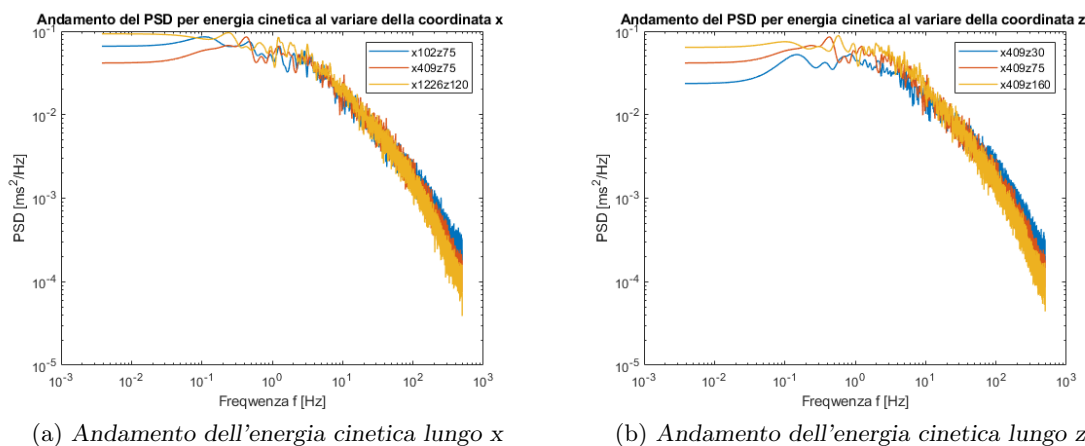 Andamento del PSD per energia cinetica al variare della coordinata x
10^-1
10^-2
10^-3
10^-4
10^-5
PSD [ms^2/Hz]
x102z75
x409z75
x1226z120
10^-3
10^-2
10^-1
10^0
10^1
10^2
10^3
Freqwenza f [Hz]
(a) Andamento dell'energia cinetica lungo x
Andamento del PSD per energia cinetica al variare della coordinata z
10^-1
10^-2
10^-3
10^-4
10^-5
PSD [ms^2/Hz]
x409z30
x409z75
x409z160
10^-3
10^-2
10^-1
10^0
10^1
10^2
10^3
Freqwenza f [Hz]
(b) Andamento dell'energia cinetica lungo z